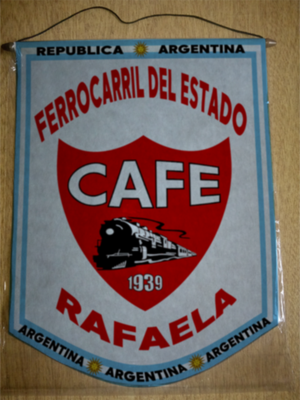 REPUBLICA ARGENTINA
FERROCARRIL DEL ESTADO
CAFE
1939
RAFAELA
ARGENTINA ARGENTINA ARGENTINA